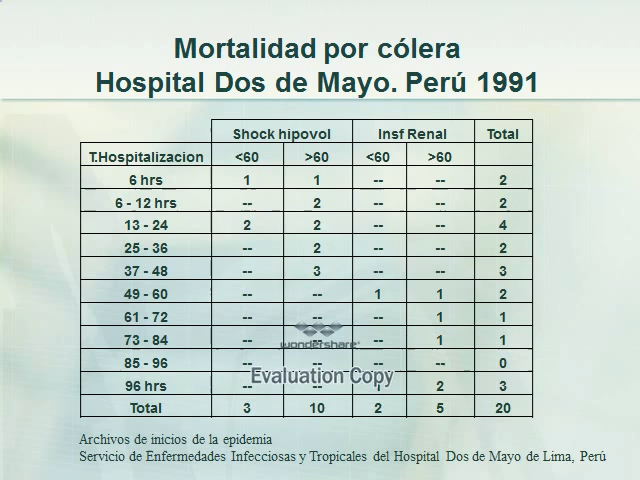 Mortalidad por cólera
Hospital Dos de Mayo. Perú 1991
Shock hipovol Insf Renal Total
T.Hospitalizacion <60 >60 <60 >60
6 hrs 1 1 -- -- 2
6 - 12 hrs -- 2 -- -- 2
13 - 24 2 2 -- -- 4
25 - 36 -- 2 -- -- 2
37 - 48 -- 3 -- -- 3
49 - 60 -- -- 1 1 2
61 - 72 -- -- -- 1 1
73 - 84 -- -- -- 1 1
wondershare
85 - 96 -- -- -- -- 0
Evaluation Copy
96 hrs -- -- 1 2 3
Total 3 10 2 5 20
Archivos de inicios de la epidemia
Servicio de Enfermedades Infecciosas y Tropicales del Hospital Dos de Mayo de Lima, Perú